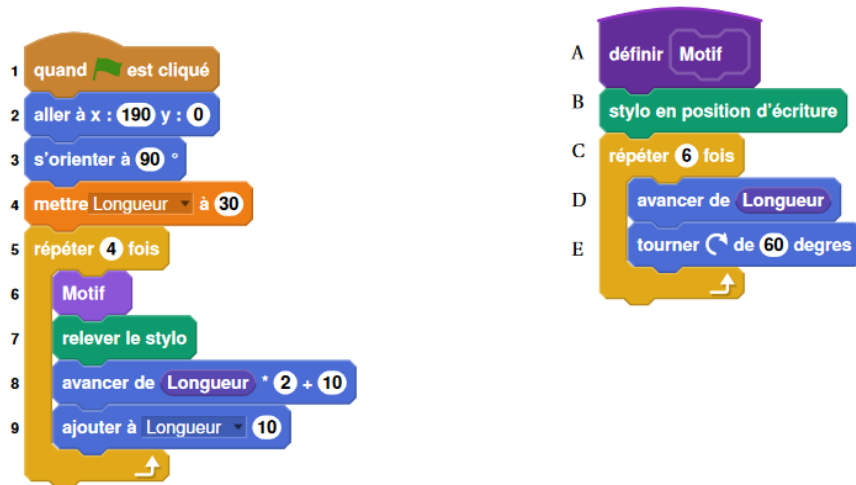 1 quand est cliqué
2 aller à x : 190 y : 0
3 s'orienter à 90 °
4 mettre Longueur à 30
5 répéter 4 fois
6 Motif
7 relever le stylo
8 avancer de Longueur * 2 + 10
9 ajouter à Longueur 10
A définir Motif
B stylo en position d'écriture
C répéter 6 fois
D avancer de Longueur
E tourner de 60 degres